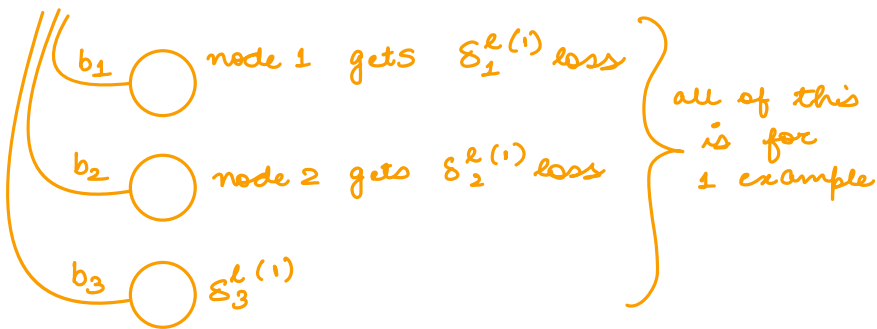 b₁ node 1 gets δ₁^ℓ⁽¹⁾ loss
b₂ node 2 gets δ₂^ℓ⁽¹⁾ loss
b₃ δ₃^ℓ⁽¹⁾
all of this
is for
1 example